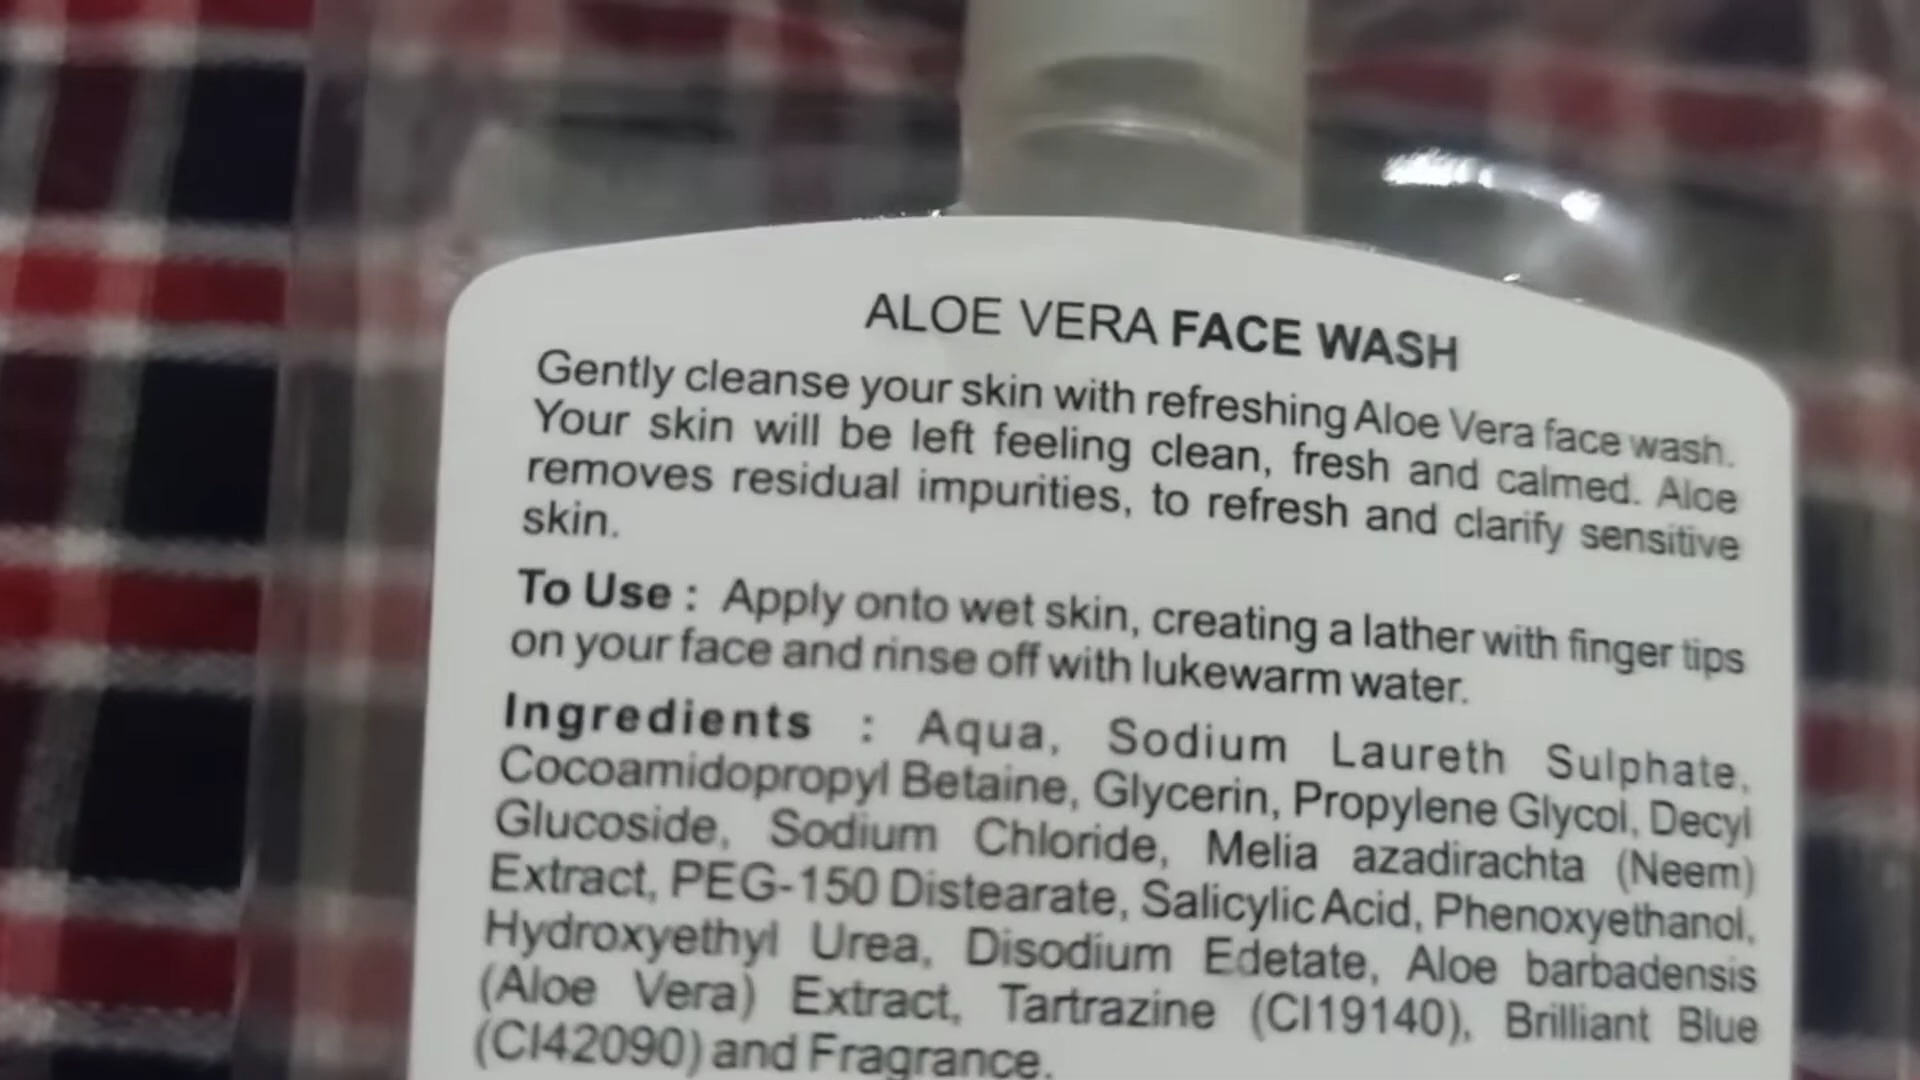 ALOE VERA FACE WASH
Gently cleanse your skin with refreshing Aloe Vera face wash.
Your skin will be left feeling clean, fresh and calmed. Aloe
removes residual impurities, to refresh and clarify sensitive
skin.
To Use : Apply onto wet skin, creating a lather with finger tips
on your face and rinse off with lukewarm water.
Ingredients : Aqua, Sodium Laureth Sulphate,
Cocoamidopropyl Betaine, Glycerin, Propylene Glycol, Decyl
Glucoside, Sodium Chloride, Melia azadirachta (Neem)
Extract, PEG-150 Distearate, Salicylic Acid, Phenoxyethanol,
Hydroxyethyl Urea, Disodium Edetate, Aloe barbadensis
(Aloe Vera) Extract, Tartrazine (CI19140), Brilliant Blue
(CI42090) and Fragrance.